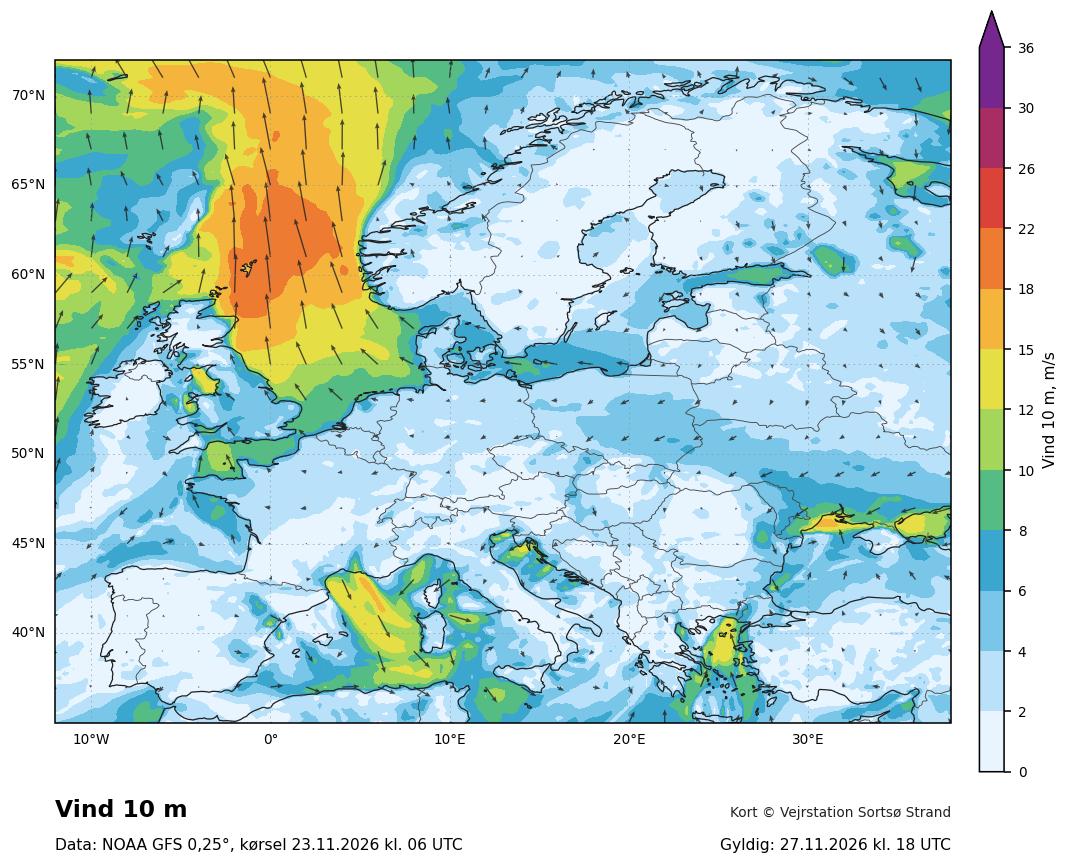 36
30
26
22
18
15
12
10
8
6
4
2
0
Vind 10 m, m/s
70°N
65°N
60°N
55°N
50°N
45°N
40°N
10°W 0° 10°E 20°E 30°E
Vind 10 m
Kort © Vejrstation Sortsø Strand
Data: NOAA GFS 0,25°, kørsel 23.11.2026 kl. 06 UTC
Gyldig: 27.11.2026 kl. 18 UTC